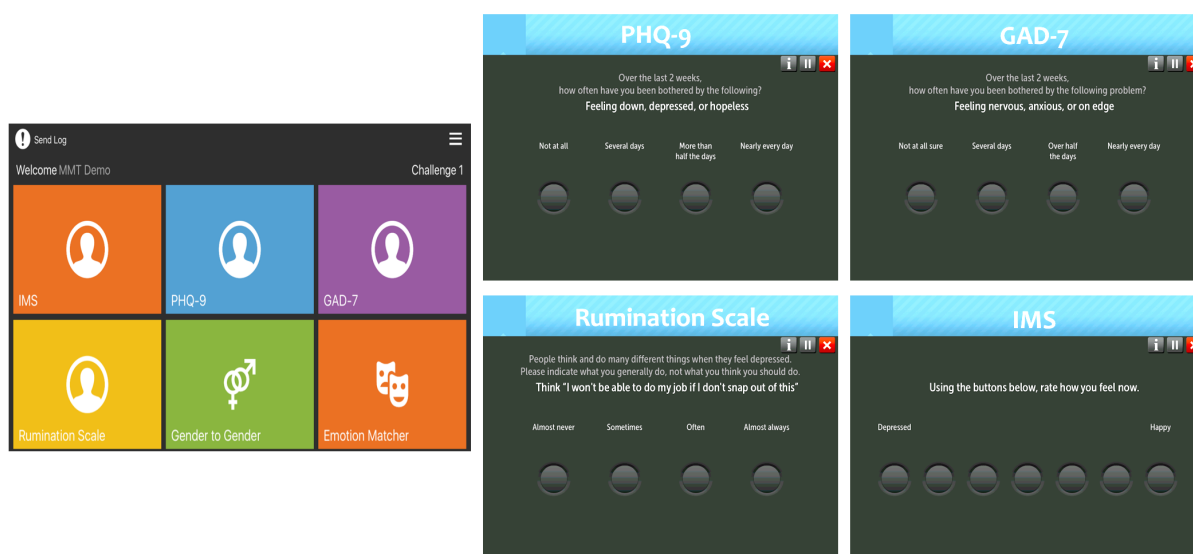 Send Log
Welcome MMT Demo
Challenge 1
IMS
PHQ-9
GAD-7
Rumination Scale
Gender to Gender
Emotion Matcher
PHQ-9
Over the last 2 weeks,
how often have you been bothered by the following?
Feeling down, depressed, or hopeless
Not at all
Several days
More than
half the days
Nearly every day
GAD-7
Over the last 2 weeks,
how often have you been bothered by the following problem?
Feeling nervous, anxious, or on edge
Not at all sure
Several days
Over half
the days
Nearly every day
Rumination Scale
People think and do many different things when they feel depressed.
Please indicate what you generally do, not what you think you should do.
Think "I won't be able to do my job if I don't snap out of this"
Almost never
Sometimes
Often
Almost always
IMS
Using the buttons below, rate how you feel now.
Depressed
Happy